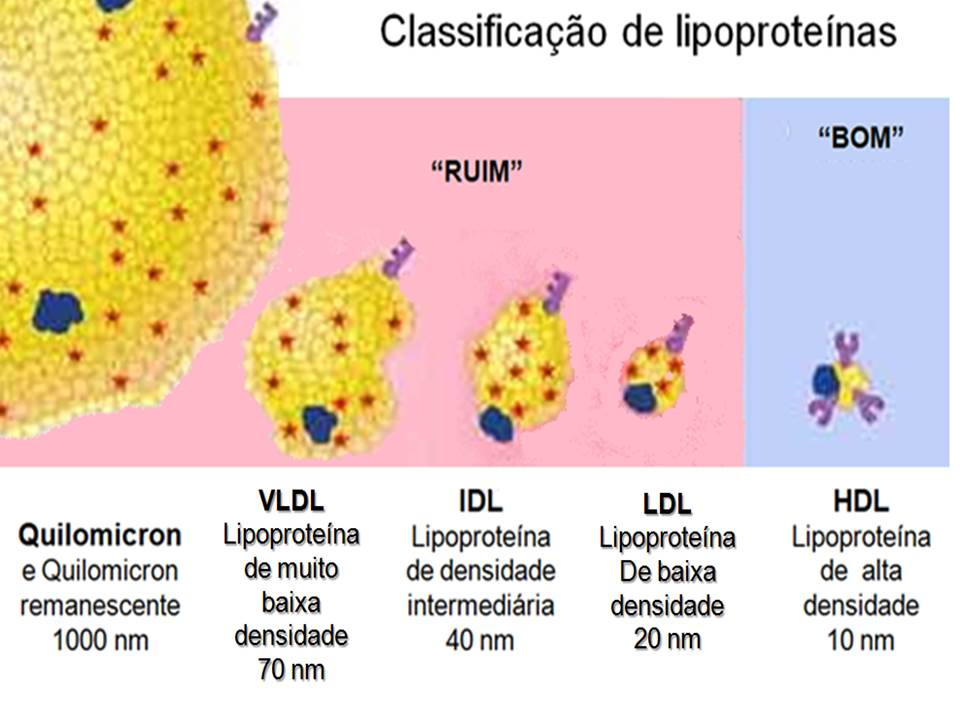 Classificação de lipoproteínas
“RUIM”
“BOM”
Quilomicron
e Quilomicron
remanescente
1000 nm
VLDL
Lipoproteína
de muito
baixa
densidade
70 nm
IDL
Lipoproteína
de densidade
intermediária
40 nm
LDL
Lipoproteína
De baixa
densidade
20 nm
HDL
Lipoproteína
de alta
densidade
10 nm